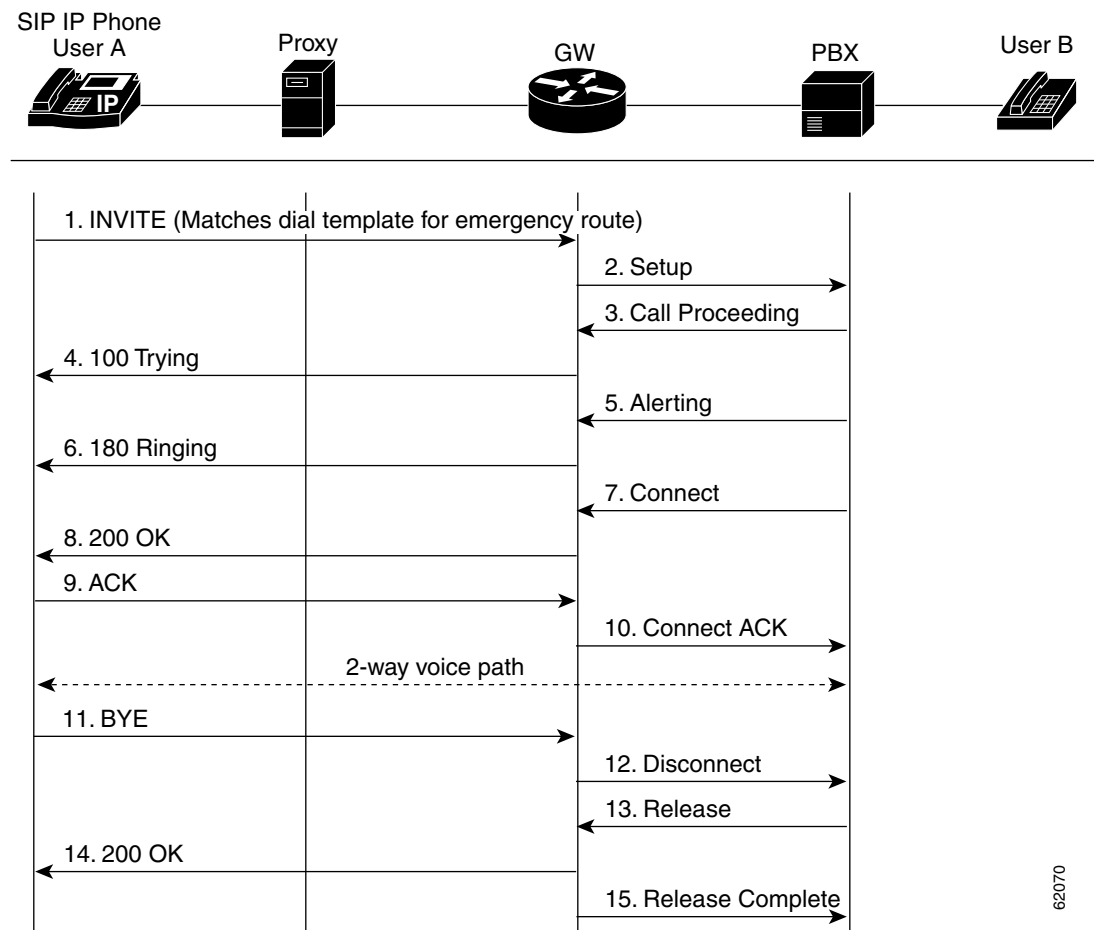 SIP IP Phone
User A
Proxy
GW
PBX
User B
IP
1. INVITE (Matches dial template for emergency route)
2. Setup
3. Call Proceeding
4. 100 Trying
5. Alerting
6. 180 Ringing
7. Connect
8. 200 OK
9. ACK
10. Connect ACK
2-way voice path
11. BYE
12. Disconnect
13. Release
14. 200 OK
15. Release Complete
62070